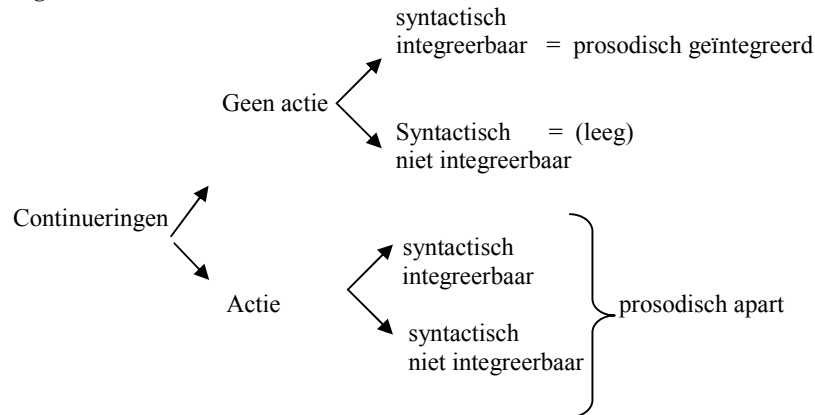 syntactisch
integreerbaar = prosodisch geïntegreerd
Geen actie
Syntactisch = (leeg)
niet integreerbaar
Continueringen
syntactisch
integreerbaar
Actie
prosodisch apart
syntactisch
niet integreerbaar